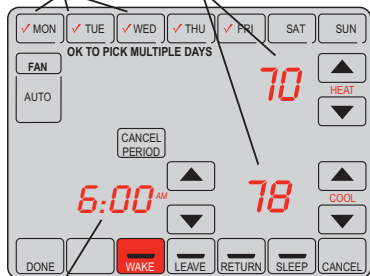 MON TUE WED THU FRI SAT SUN
OK TO PICK MULTIPLE DAYS
FAN
AUTO
70
HEAT
CANCEL
PERIOD
6:00 AM
78
COOL
DONE WAKE LEAVE RETURN SLEEP CANCEL